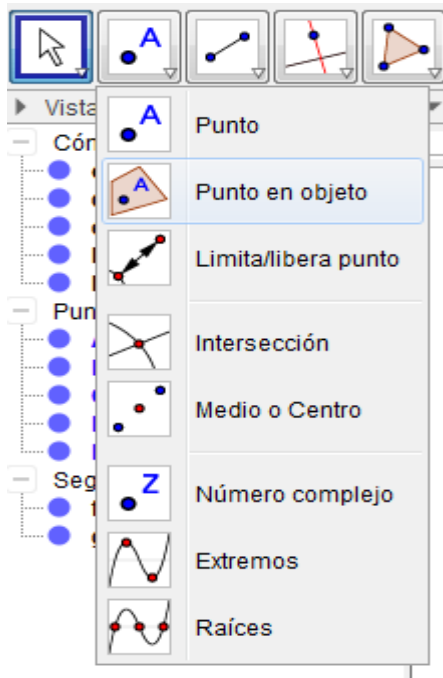 A
A
Vista
Cón
Punto
A
Punto en objeto
Limita/libera punto
Pun
Intersección
Medio o Centro
Seg
Z
Número complejo
Extremos
Raíces